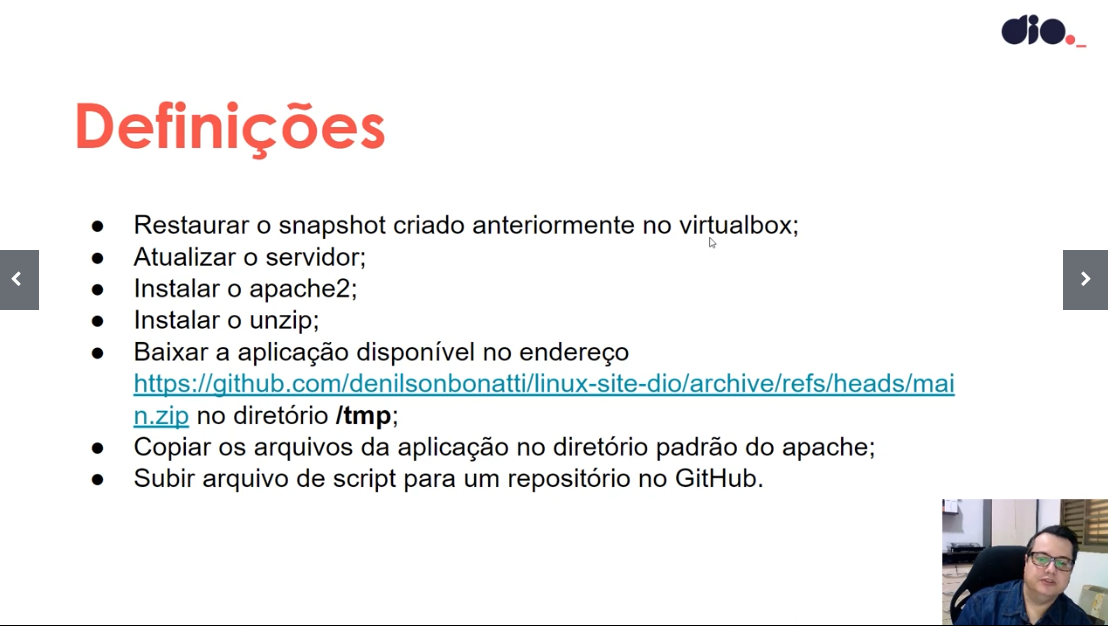 dio._
Definições
● Restaurar o snapshot criado anteriormente no virtualbox;
● Atualizar o servidor;
● Instalar o apache2;
● Instalar o unzip;
● Baixar a aplicação disponível no endereço
https://github.com/denilsonbonatti/linux-site-dio/archive/refs/heads/mai
n.zip no diretório /tmp;
● Copiar os arquivos da aplicação no diretório padrão do apache;
● Subir arquivo de script para um repositório no GitHub.